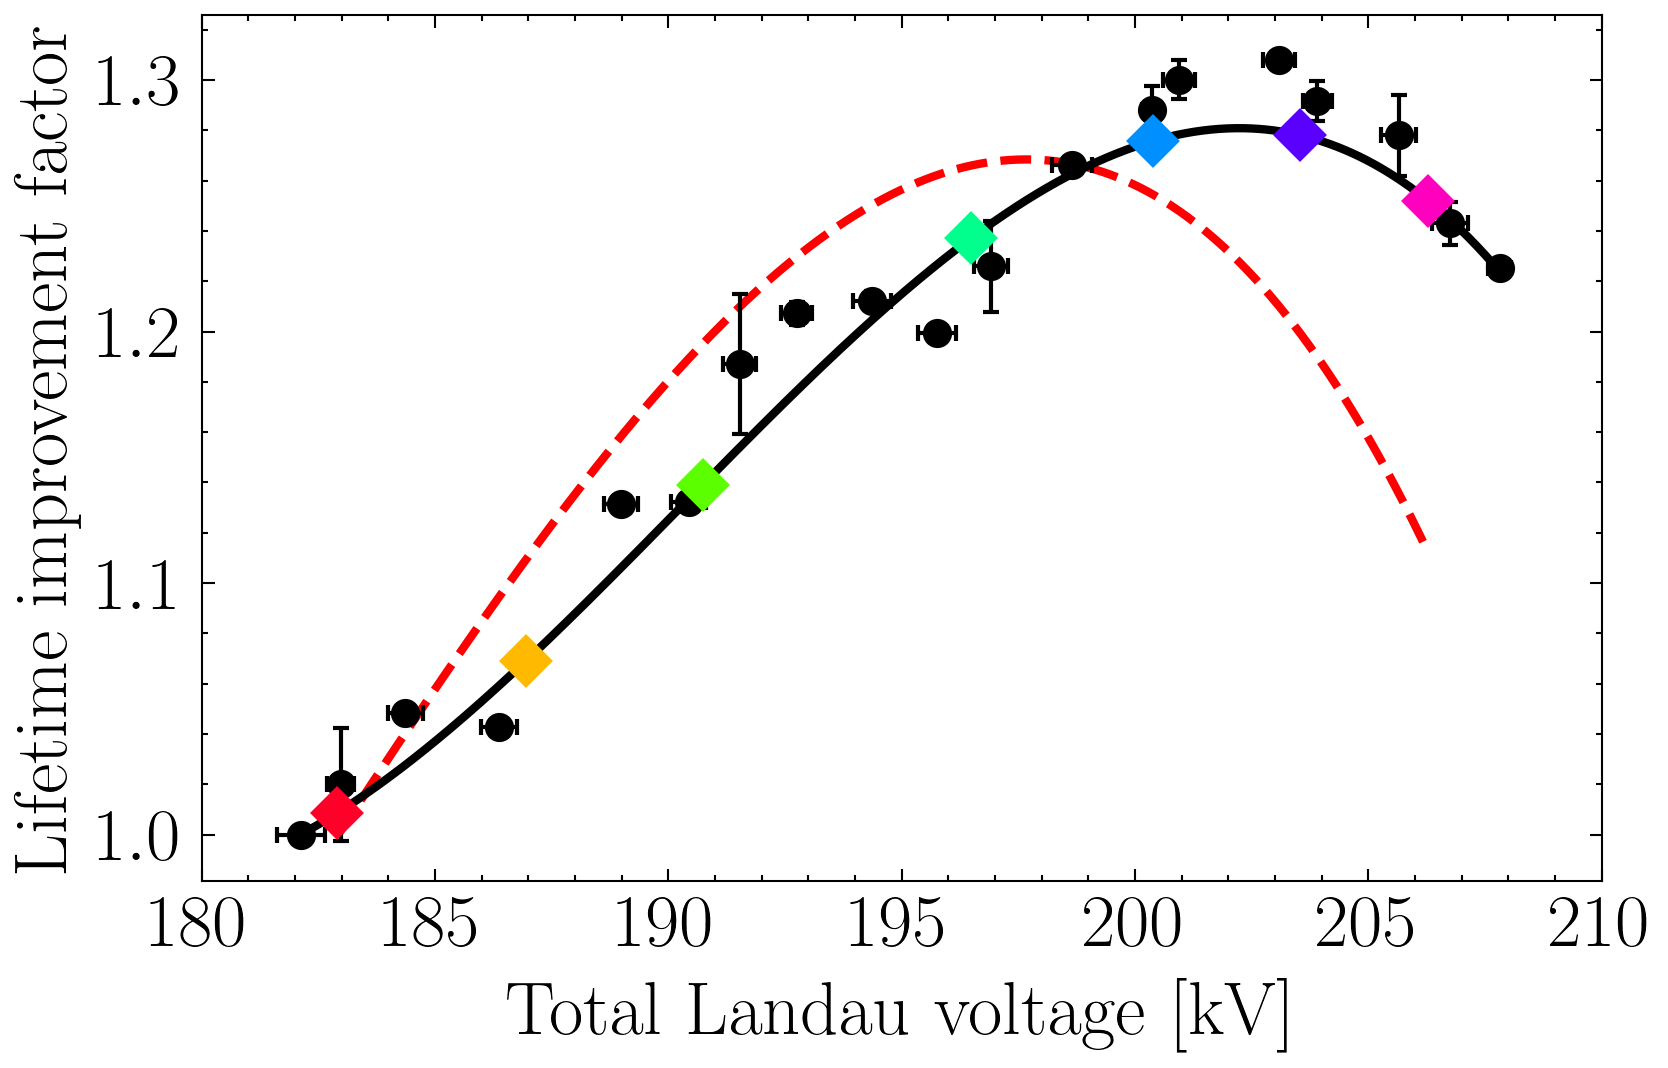 Lifetime improvement factor
1.3
1.2
1.1
1.0
180 185 190 195 200 205 210
Total Landau voltage [kV]